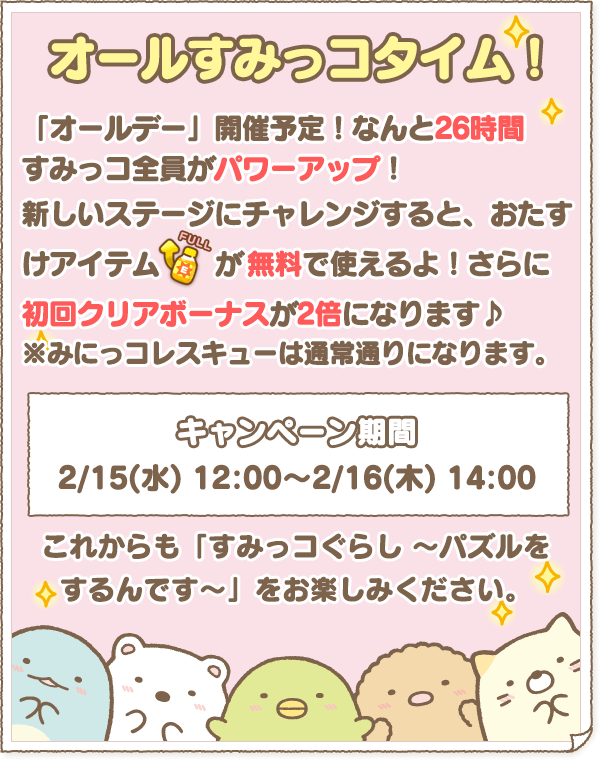 オールすみっコタイム！
「オールデー」開催予定！なんと26時間
すみっコ全員がパワーアップ！
新しいステージにチャレンジすると、おたす
FULL
けアイテム E が無料で使えるよ！さらに
初回クリアボーナスが2倍になります♪
※みにっコレスキューは通常通りになります。
キャンペーン期間
2/15(水) 12:00～2/16(木) 14:00
これからも「すみっコぐらし ～パズルを
するんです～」をお楽しみください。